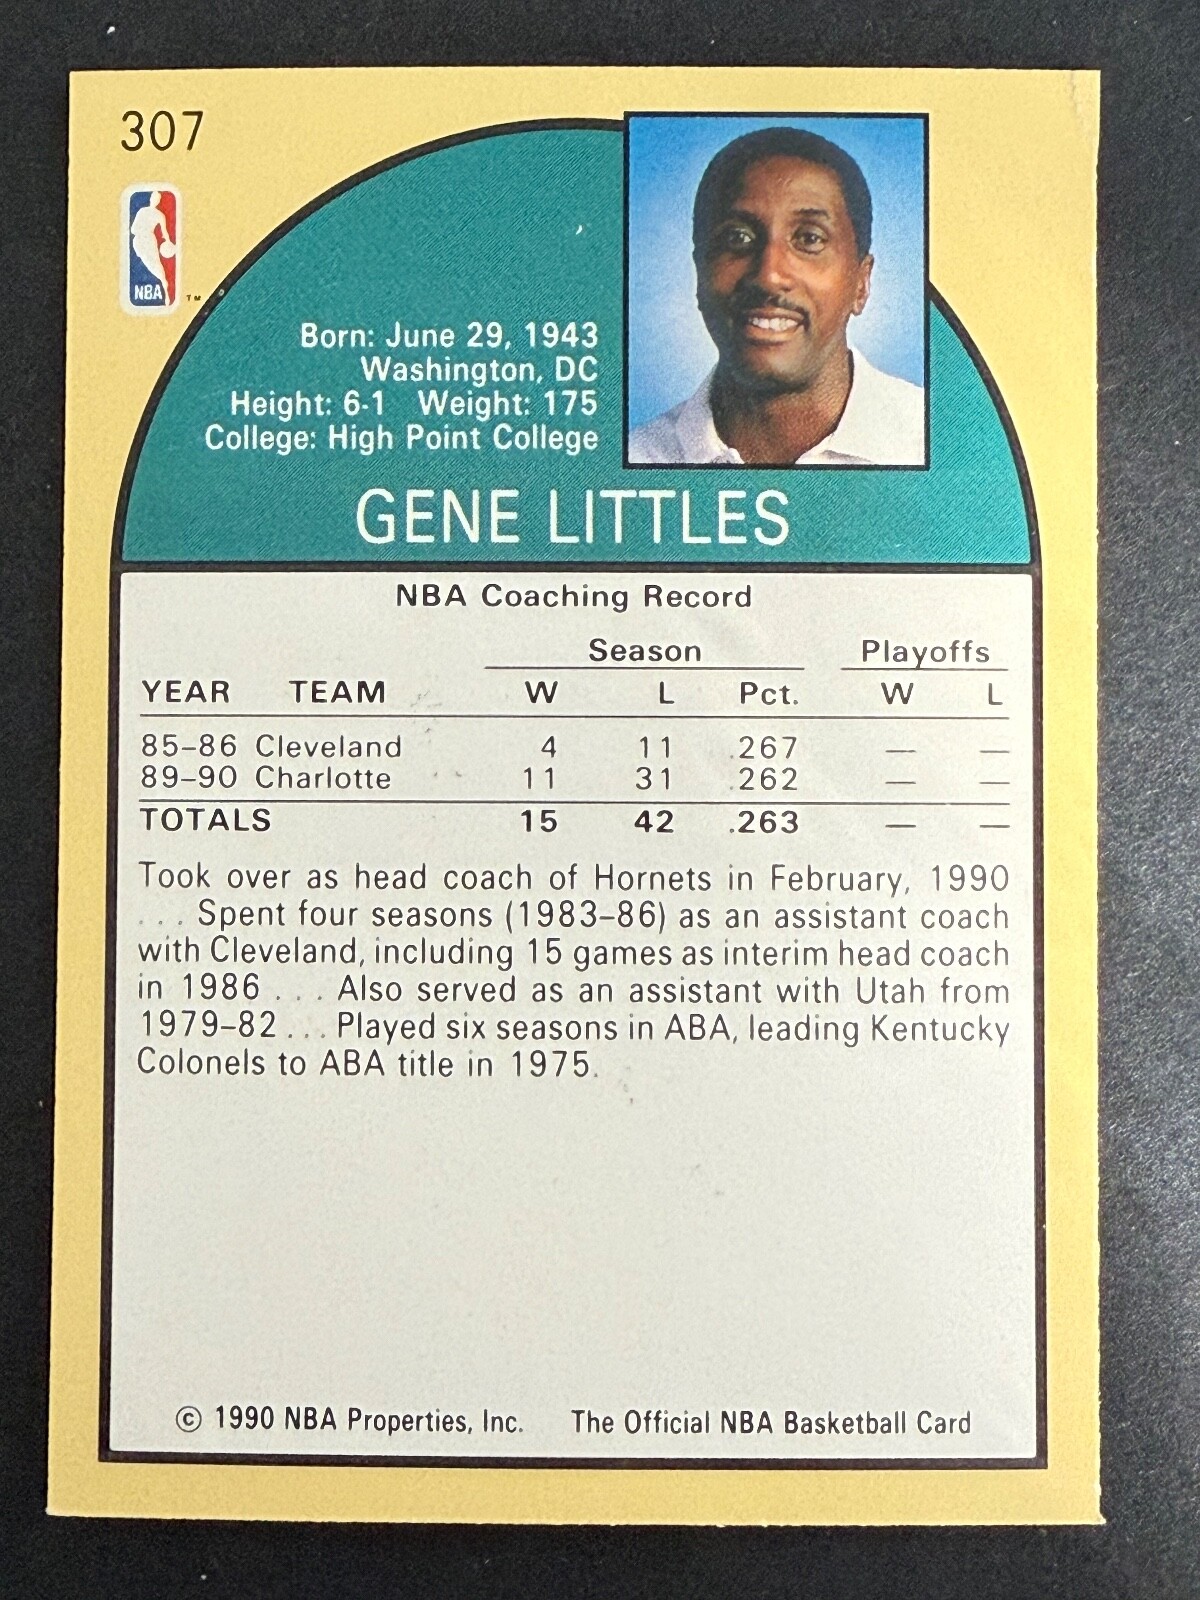 307
NBA
TM
Born: June 29, 1943
Washington, DC
Height: 6-1 Weight: 175
College: High Point College
GENE LITTLES
NBA Coaching Record
Season Playoffs
YEAR TEAM W L Pct. W L
85–86 Cleveland 4 11 .267 — —
89–90 Charlotte 11 31 .262 — —
TOTALS 15 42 .263 — —
Took over as head coach of Hornets in February, 1990
. . . Spent four seasons (1983–86) as an assistant coach
with Cleveland, including 15 games as interim head coach
in 1986 . . . Also served as an assistant with Utah from
1979–82 . . . Played six seasons in ABA, leading Kentucky
Colonels to ABA title in 1975.
© 1990 NBA Properties, Inc. The Official NBA Basketball Card